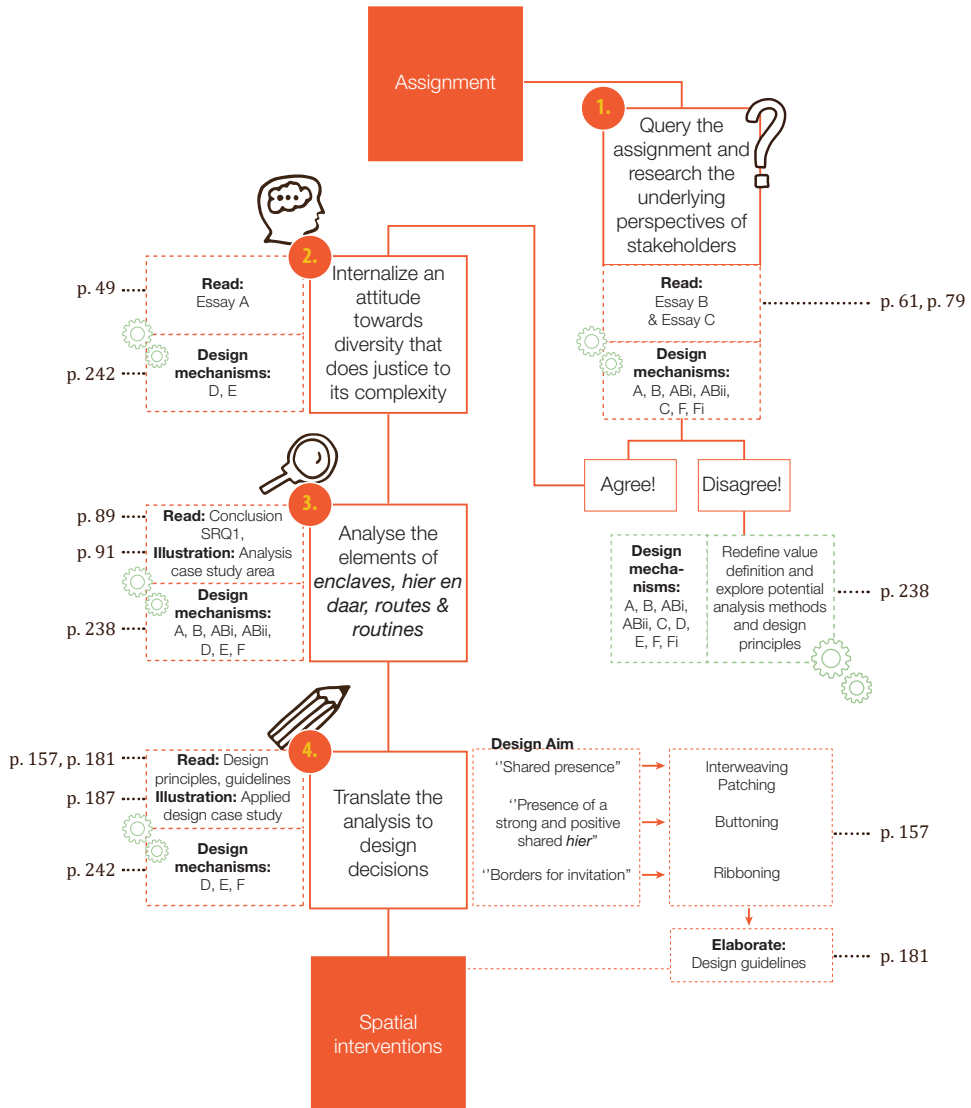 Assignment
1.
Query the
assignment and
research the
underlying
perspectives of
stakeholders
Read:
Essay B
& Essay C
p. 61, p. 79
Design
mechanisms:
A, B, ABi, ABii,
C, F, Fi
Agree!
Disagree!
Design
mecha-
nisms:
A, B, ABi,
ABii, C, D,
E, F, Fi
Redefine value
definition and
explore potential
analysis methods
and design
principles
p. 238
2.
Internalize an
attitude
towards
diversity that
does justice to
its complexity
p. 49
Read:
Essay A
p. 242
Design
mechanisms:
D, E
3.
Analyse the
elements of
enclaves, hier en
daar, routes &
routines
p. 89
Read: Conclusion
SRQ1,
p. 91
Illustration: Analysis
case study area
p. 238
Design
mechanisms:
A, B, ABi, ABii,
D, E, F
4.
Translate the
analysis to
design
decisions
p. 157, p. 181
Read: Design
principles, guidelines
p. 187
Illustration: Applied
design case study
p. 242
Design
mechanisms:
D, E, F
Design Aim
‘’Shared presence”
‘’Presence of a
strong and positive
shared hier”
‘’Borders for invitation”
Interweaving
Patching
Buttoning
Ribboning
p. 157
Elaborate:
Design guidelines
p. 181
Spatial
interventions